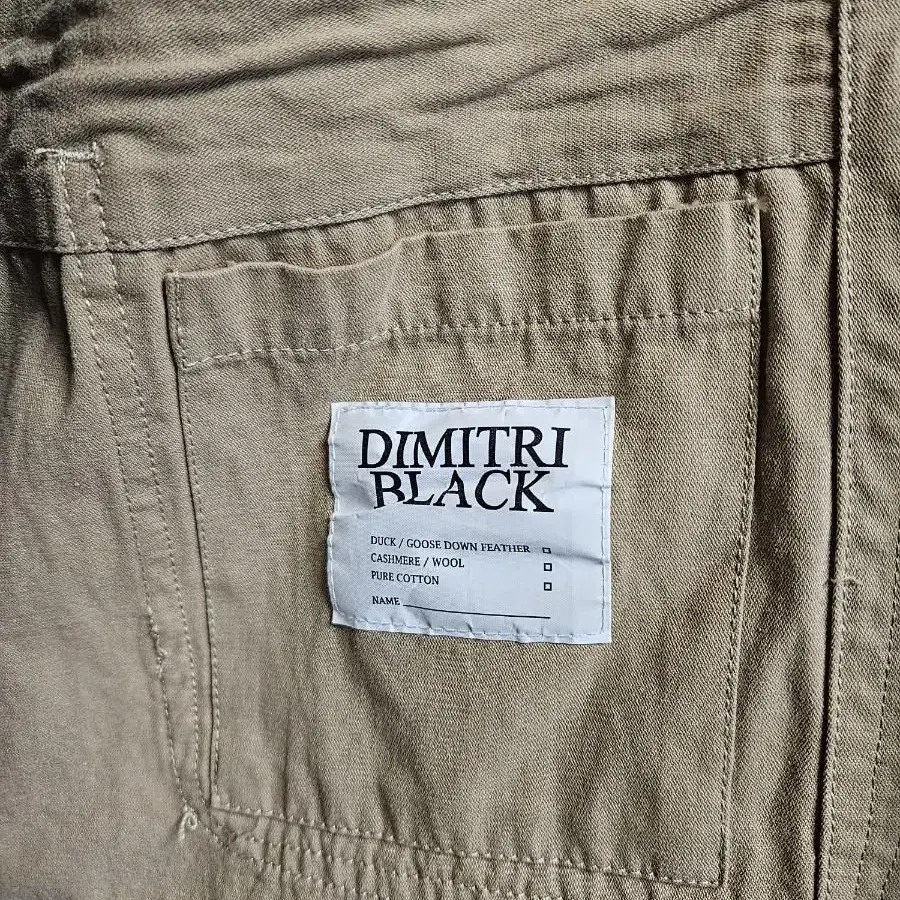 DIMITRI
BLACK
DUCK / GOOSE DOWN FEATHER
CASHMERE / WOOL
PURE COTTON
NAME